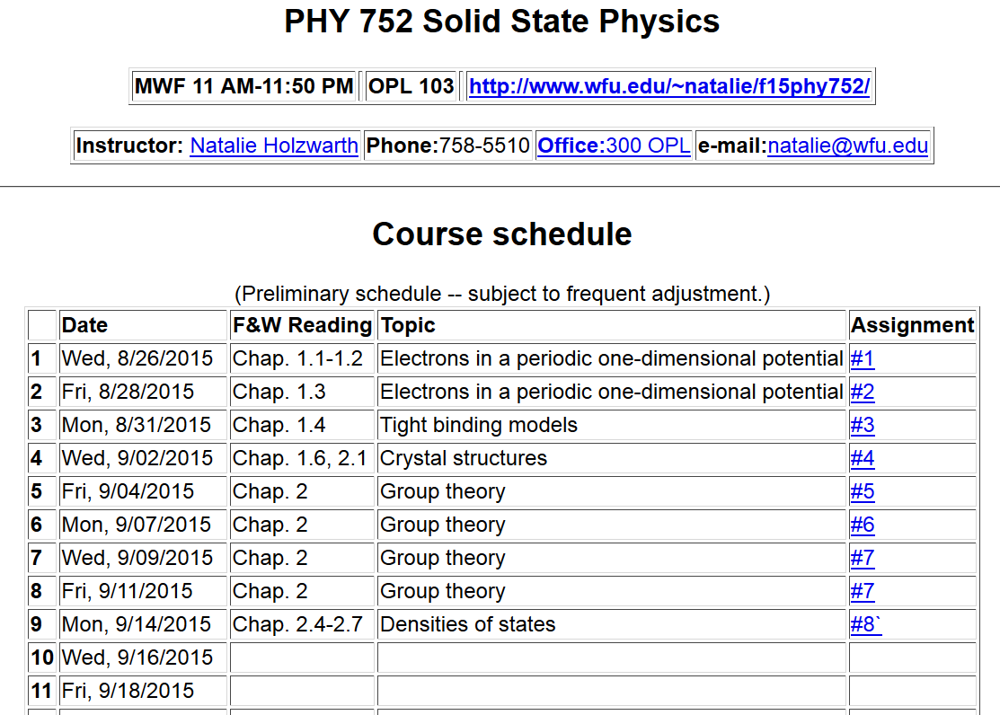 PHY 752 Solid State Physics
MWF 11 AM-11:50 PM OPL 103 http://www.wfu.edu/~natalie/f15phy752/
Instructor: Natalie Holzwarth Phone:758-5510 Office:300 OPL e-mail:natalie@wfu.edu
Course schedule
(Preliminary schedule -- subject to frequent adjustment.)
Date F&W Reading Topic Assignment
1 Wed, 8/26/2015 Chap. 1.1-1.2 Electrons in a periodic one-dimensional potential #1
2 Fri, 8/28/2015 Chap. 1.3 Electrons in a periodic one-dimensional potential #2
3 Mon, 8/31/2015 Chap. 1.4 Tight binding models #3
4 Wed, 9/02/2015 Chap. 1.6, 2.1 Crystal structures #4
5 Fri, 9/04/2015 Chap. 2 Group theory #5
6 Mon, 9/07/2015 Chap. 2 Group theory #6
7 Wed, 9/09/2015 Chap. 2 Group theory #7
8 Fri, 9/11/2015 Chap. 2 Group theory #7
9 Mon, 9/14/2015 Chap. 2.4-2.7 Densities of states #8`
10 Wed, 9/16/2015
11 Fri, 9/18/2015